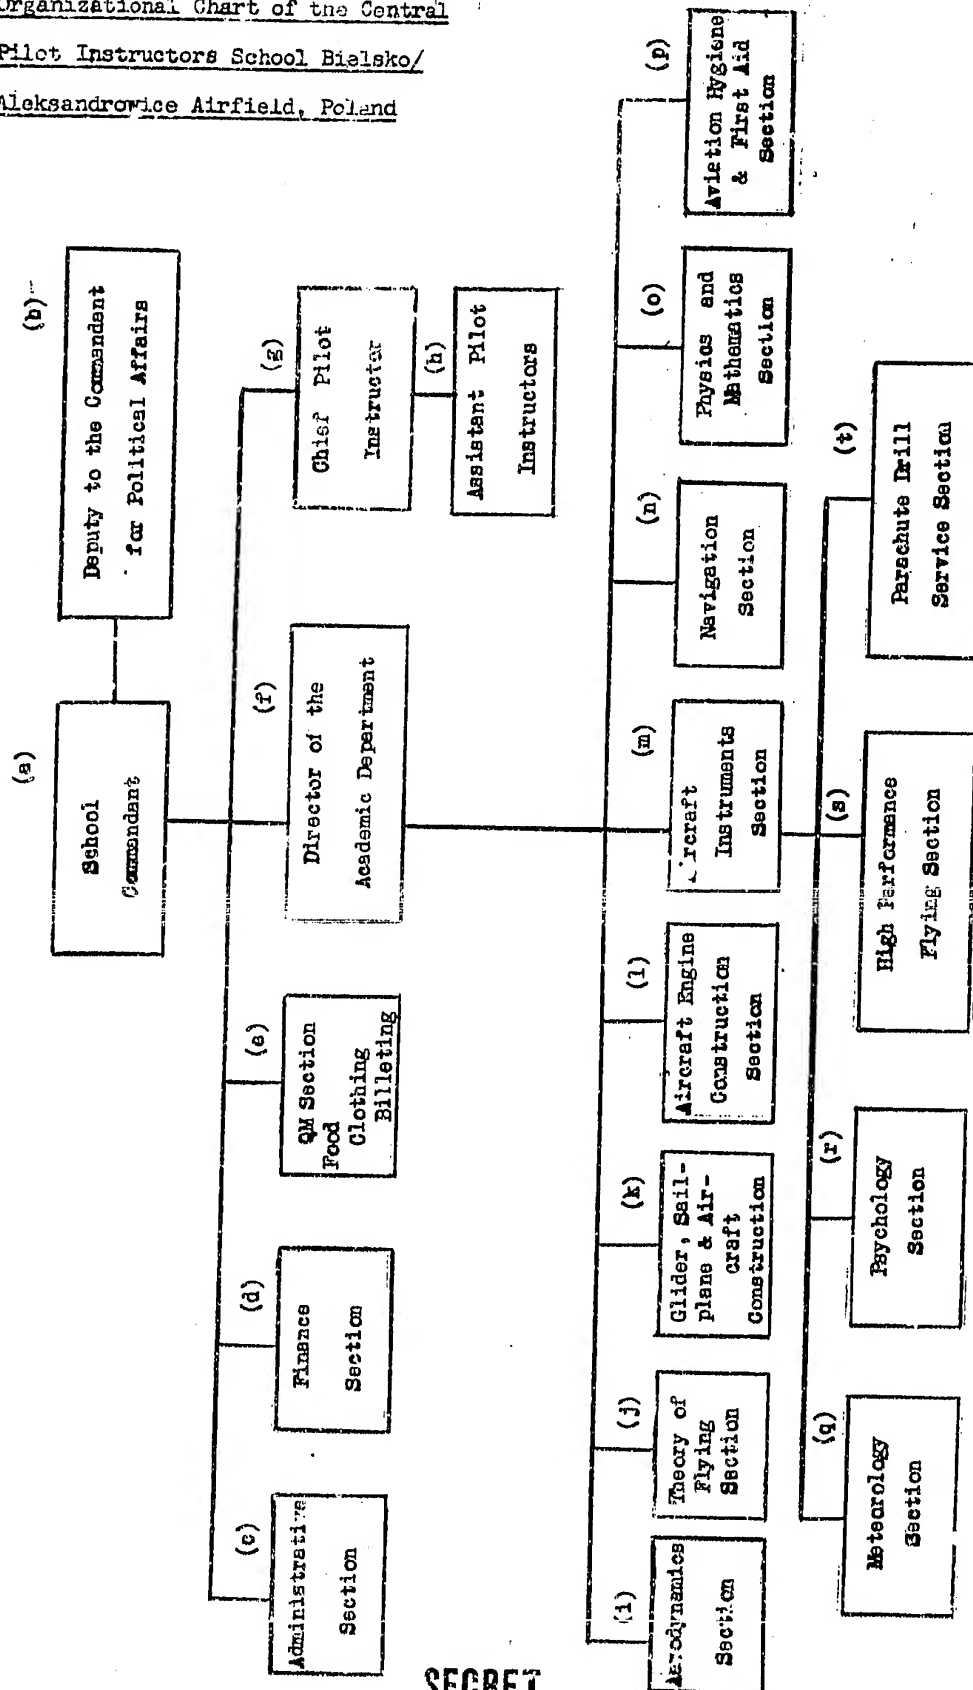 Organizational Chart of the Central
Pilot Instructors School Bielsko/
Aleksandrowice Airfield, Poland
(a)
School
Commandant
(b)
Deputy to the Commandant
for Political Affairs
(c)
Administrative
Section
(d)
Finance
Section
(e)
QM Section
Food
Clothing
Billeting
(f)
Director of the
Academic Department
(g)
Chief Pilot
Instructor
(h)
Assistant Pilot
Instructors
(i)
Aerodynamics
Section
(j)
Theory of
Flying
Section
(k)
Glider, Sail-
plane & Air-
craft
Construction
(l)
Aircraft Engine
Construction
Section
(m)
Aircraft
Instruments
Section
(n)
Navigation
Section
(o)
Physics and
Mathematics
Section
(p)
Aviation Hygiene
& First Aid
Section
(q)
Meteorology
Section
(r)
Psychology
Section
(s)
High Performance
Flying Section
(t)
Parachute Drill
Service Section
SECRET